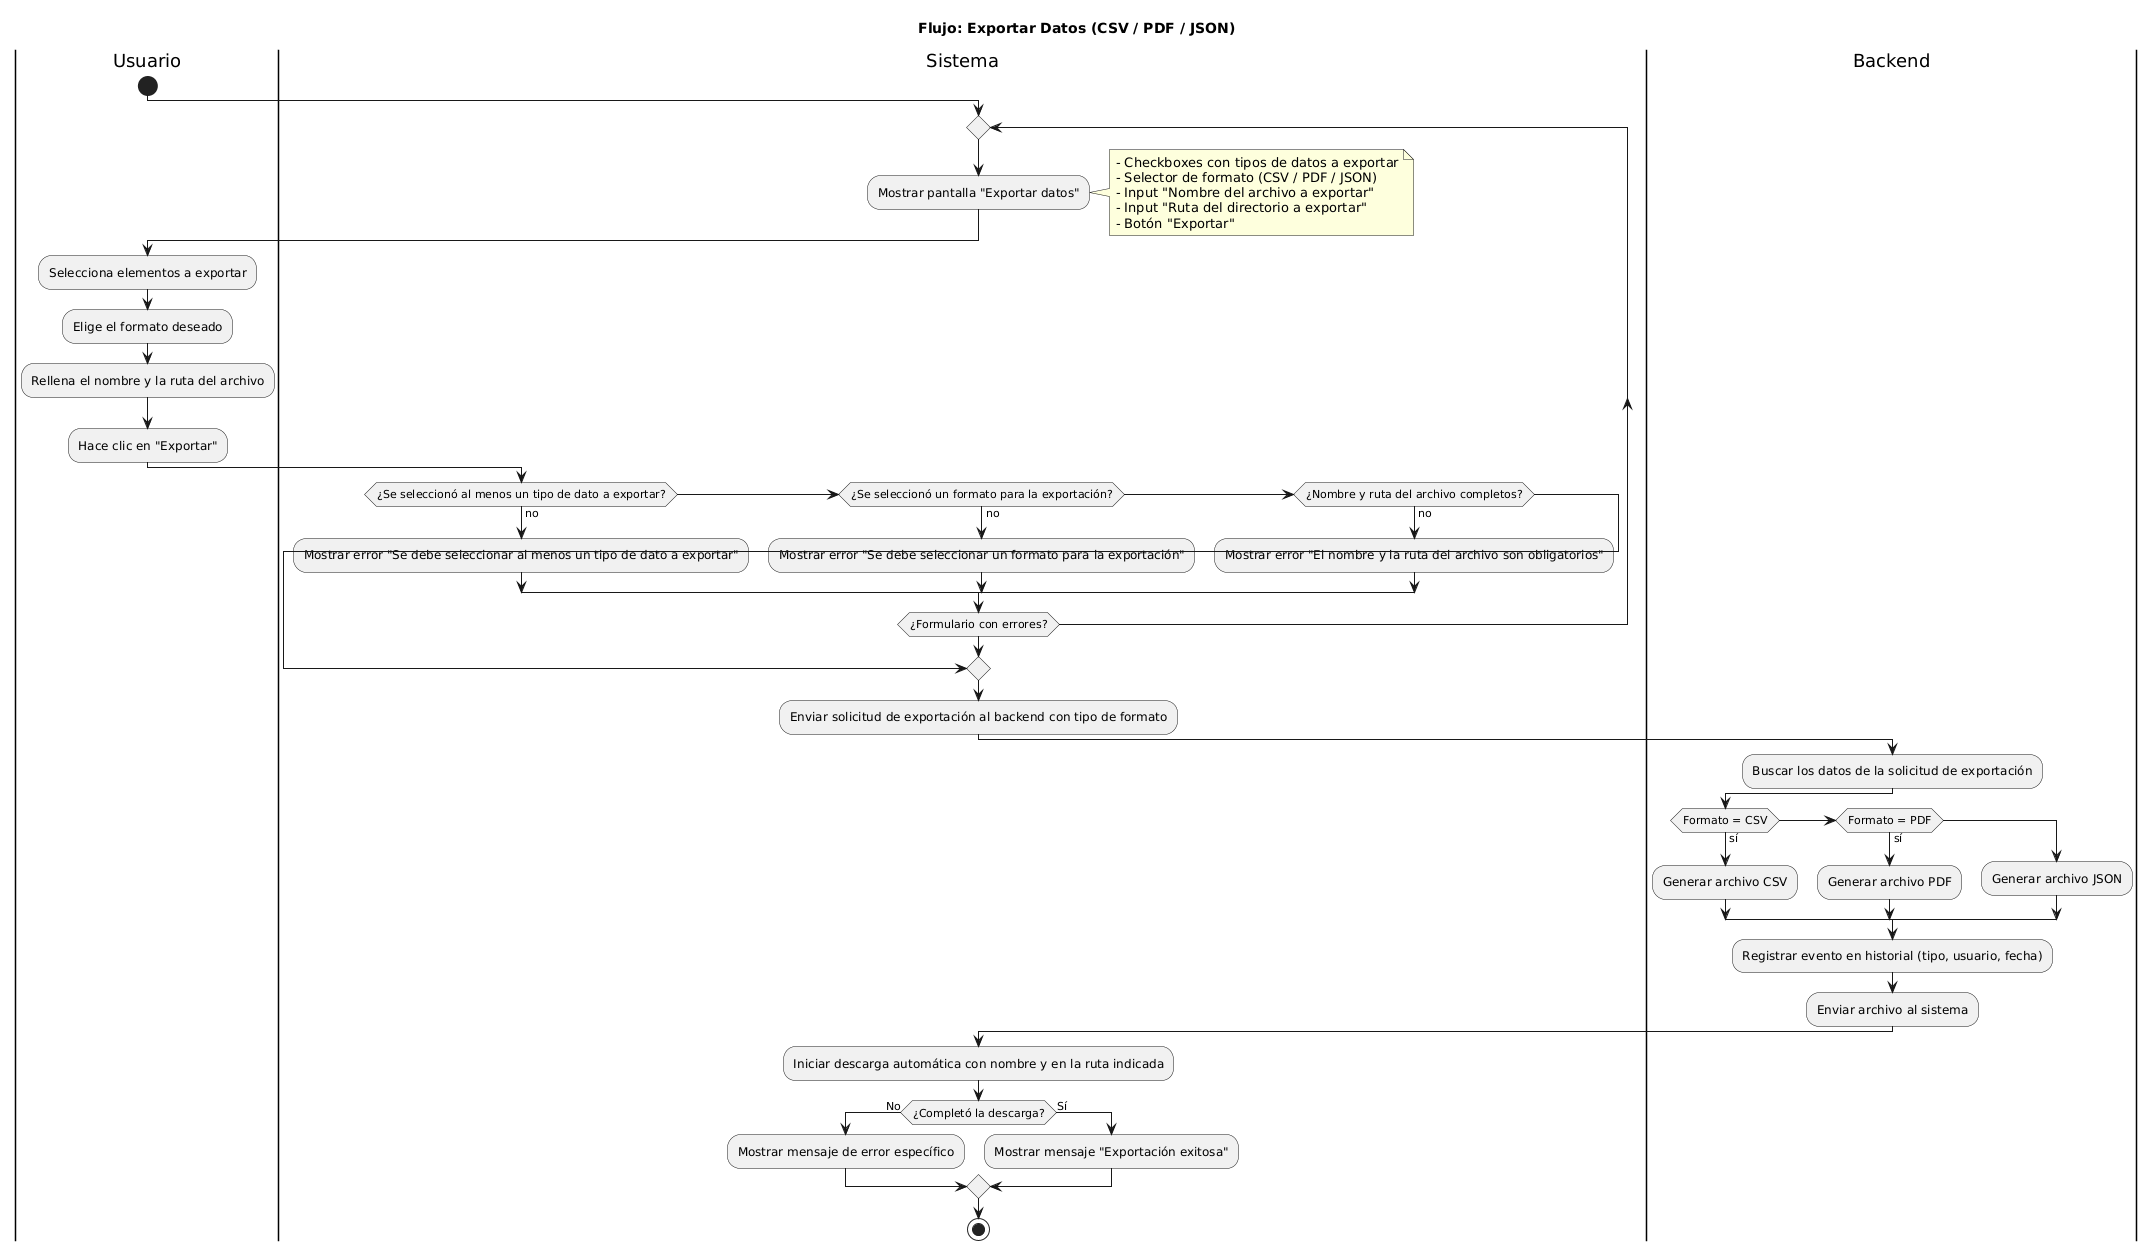 Flujo: Exportar Datos (CSV / PDF / JSON)
Usuario
Sistema
Backend
Mostrar pantalla "Exportar datos"
- Checkboxes con tipos de datos a exportar
- Selector de formato (CSV / PDF / JSON)
- Input "Nombre del archivo a exportar"
- Input "Ruta del directorio a exportar"
- Botón "Exportar"
Selecciona elementos a exportar
Elige el formato deseado
Rellena el nombre y la ruta del archivo
Hace clic en "Exportar"
¿Se seleccionó al menos un tipo de dato a exportar?
¿Se seleccionó un formato para la exportación?
¿Nombre y ruta del archivo completos?
no
no
no
Mostrar error "Se debe seleccionar al menos un tipo de dato a exportar"
Mostrar error "Se debe seleccionar un formato para la exportación"
Mostrar error "El nombre y la ruta del archivo son obligatorios"
¿Formulario con errores?
Enviar solicitud de exportación al backend con tipo de formato
Buscar los datos de la solicitud de exportación
Formato = CSV
Formato = PDF
sí
sí
Generar archivo CSV
Generar archivo PDF
Generar archivo JSON
Registrar evento en historial (tipo, usuario, fecha)
Enviar archivo al sistema
Iniciar descarga automática con nombre y en la ruta indicada
No
¿Completó la descarga?
Sí
Mostrar mensaje de error específico
Mostrar mensaje "Exportación exitosa"